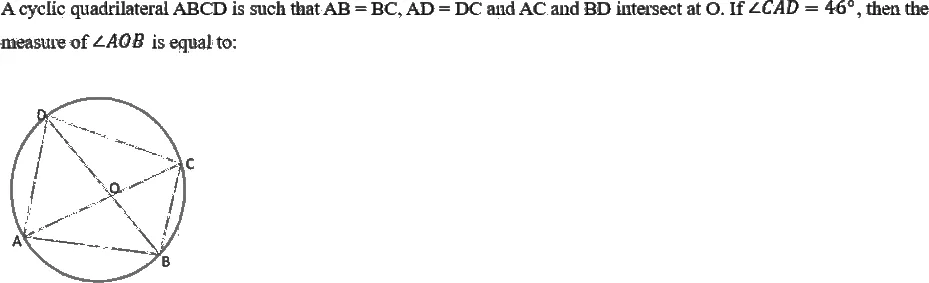 A cyclic quadrilateral ABCD is such that AB = BC, AD = DC and AC and BD intersect at O. If ∠CAD = 46°, then the
measure of ∠AOB is equal to:
D
C
O
A
B